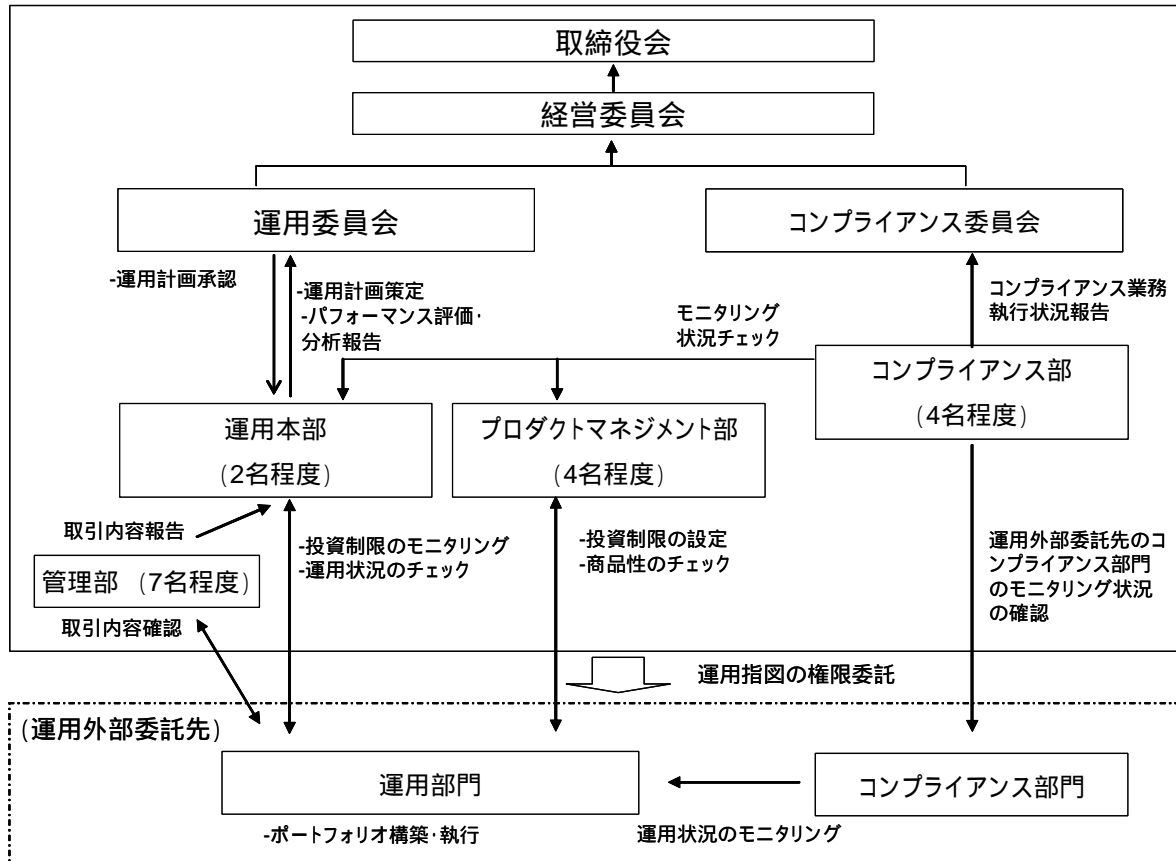 取締役会
経営委員会
運用委員会
コンプライアンス委員会
-運用計画承認
-運用計画策定
-パフォーマンス評価・
分析報告
モニタリング
状況チェック
コンプライアンス業務
執行状況報告
運用本部
(2名程度)
プロダクトマネジメント部
(4名程度)
コンプライアンス部
(4名程度)
取引内容報告
管理部 (7名程度)
取引内容確認
-投資制限のモニタリング
-運用状況のチェック
-投資制限の設定
-商品性のチェック
運用外部委託先のコ
ンプライアンス部門
のモニタリング状況
の確認
運用指図の権限委託
(運用外部委託先)
運用部門
コンプライアンス部門
-ポートフォリオ構築・執行
運用状況のモニタリング